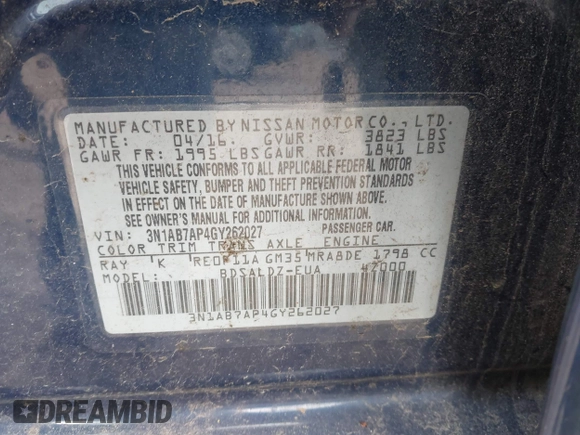 MANUFACTURED BY NISSAN MOTOR CO., LTD.
DATE: 04/16 GVWR: 3823 LBS
GAWR FR: 1995 LBS GAWR RR: 1841 LBS
THIS VEHICLE CONFORMS TO ALL APPLICABLE FEDERAL MOTOR
VEHICLE SAFETY, BUMPER AND THEFT PREVENTION STANDARDS
IN EFFECT ON THE DATE OF MANUFACTURE SHOWN ABOVE.
SEE OWNER'S MANUAL FOR ADDITIONAL INFORMATION
VIN: 3N1AB7AP4GY262027 PASSENGER CAR.
COLOR TRIM TRANS AXLE ENGINE
RAY 'K RE0F11A GM35 MRA8DE 1798 CC
BDSALDZ-EUA 4Z000
3N1AB7AP4GY262027
DREAMBID